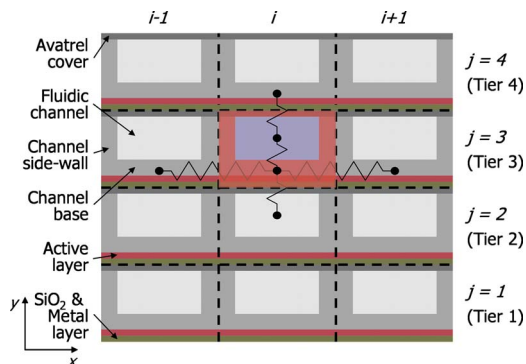 i-1 i i+1
Avatrel
cover
Fluidic
channel
Channel
side-wall
Channel
base
Active
layer
SiO2 &
Metal
layer
j = 4
(Tier 4)
j = 3
(Tier 3)
j = 2
(Tier 2)
j = 1
(Tier 1)
y
x